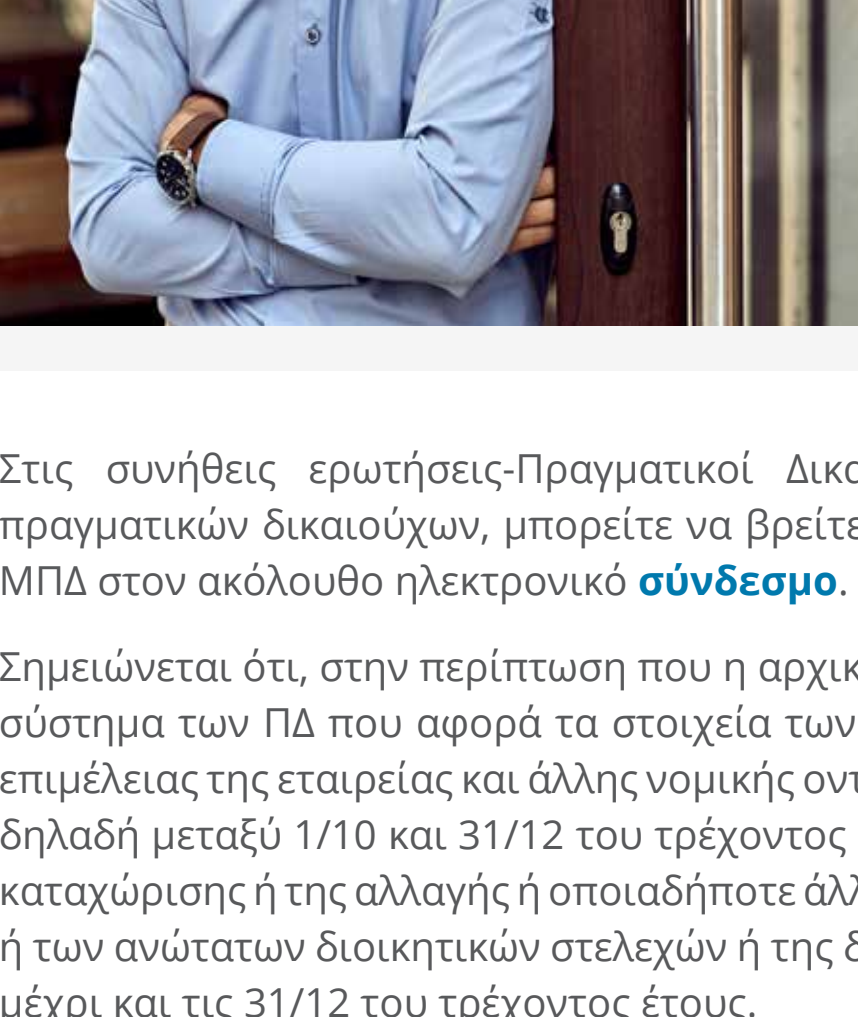 Στις συνήθεις ερωτήσεις-Πραγματικοί
πραγματικών δικαιούχων, μπορείτε να βρείτε
ΜΠΔ στον ακόλουθο ηλεκτρονικό σύνδεσμο.
Σημειώνεται ότι, στην περίπτωση που η
σύστημα των ΠΔ που αφορά τα στοιχεία των
επιμέλειας της εταιρείας και άλλης νομικής
δηλαδή μεταξύ 1/10 και 31/12 του τρέχοντος
καταχώρισης ή της αλλαγής ή οποιαδήποτε
ή των ανώτατων διοικητικών στελεχών ή της
μέχρι και τις 31/12 του τρέχοντος έτους.